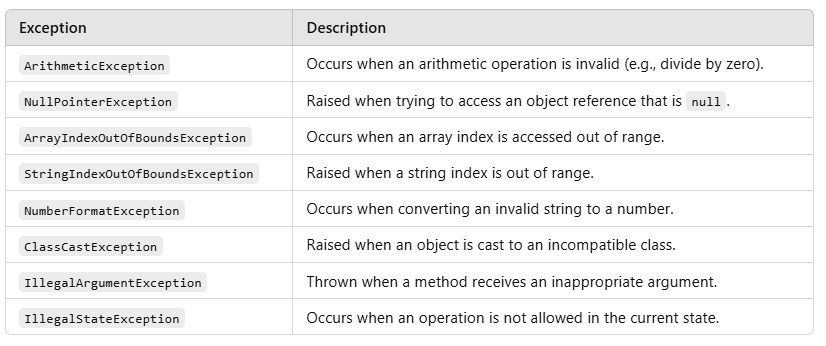 Exception Description
ArithmeticException Occurs when an arithmetic operation is invalid (e.g., divide by zero).
NullPointerException Raised when trying to access an object reference that is null.
ArrayIndexOutOfBoundsException Occurs when an array index is accessed out of range.
StringIndexOutOfBoundsException Raised when a string index is out of range.
NumberFormatException Occurs when converting an invalid string to a number.
ClassCastException Raised when an object is cast to an incompatible class.
IllegalArgumentException Thrown when a method receives an inappropriate argument.
IllegalStateException Occurs when an operation is not allowed in the current state.